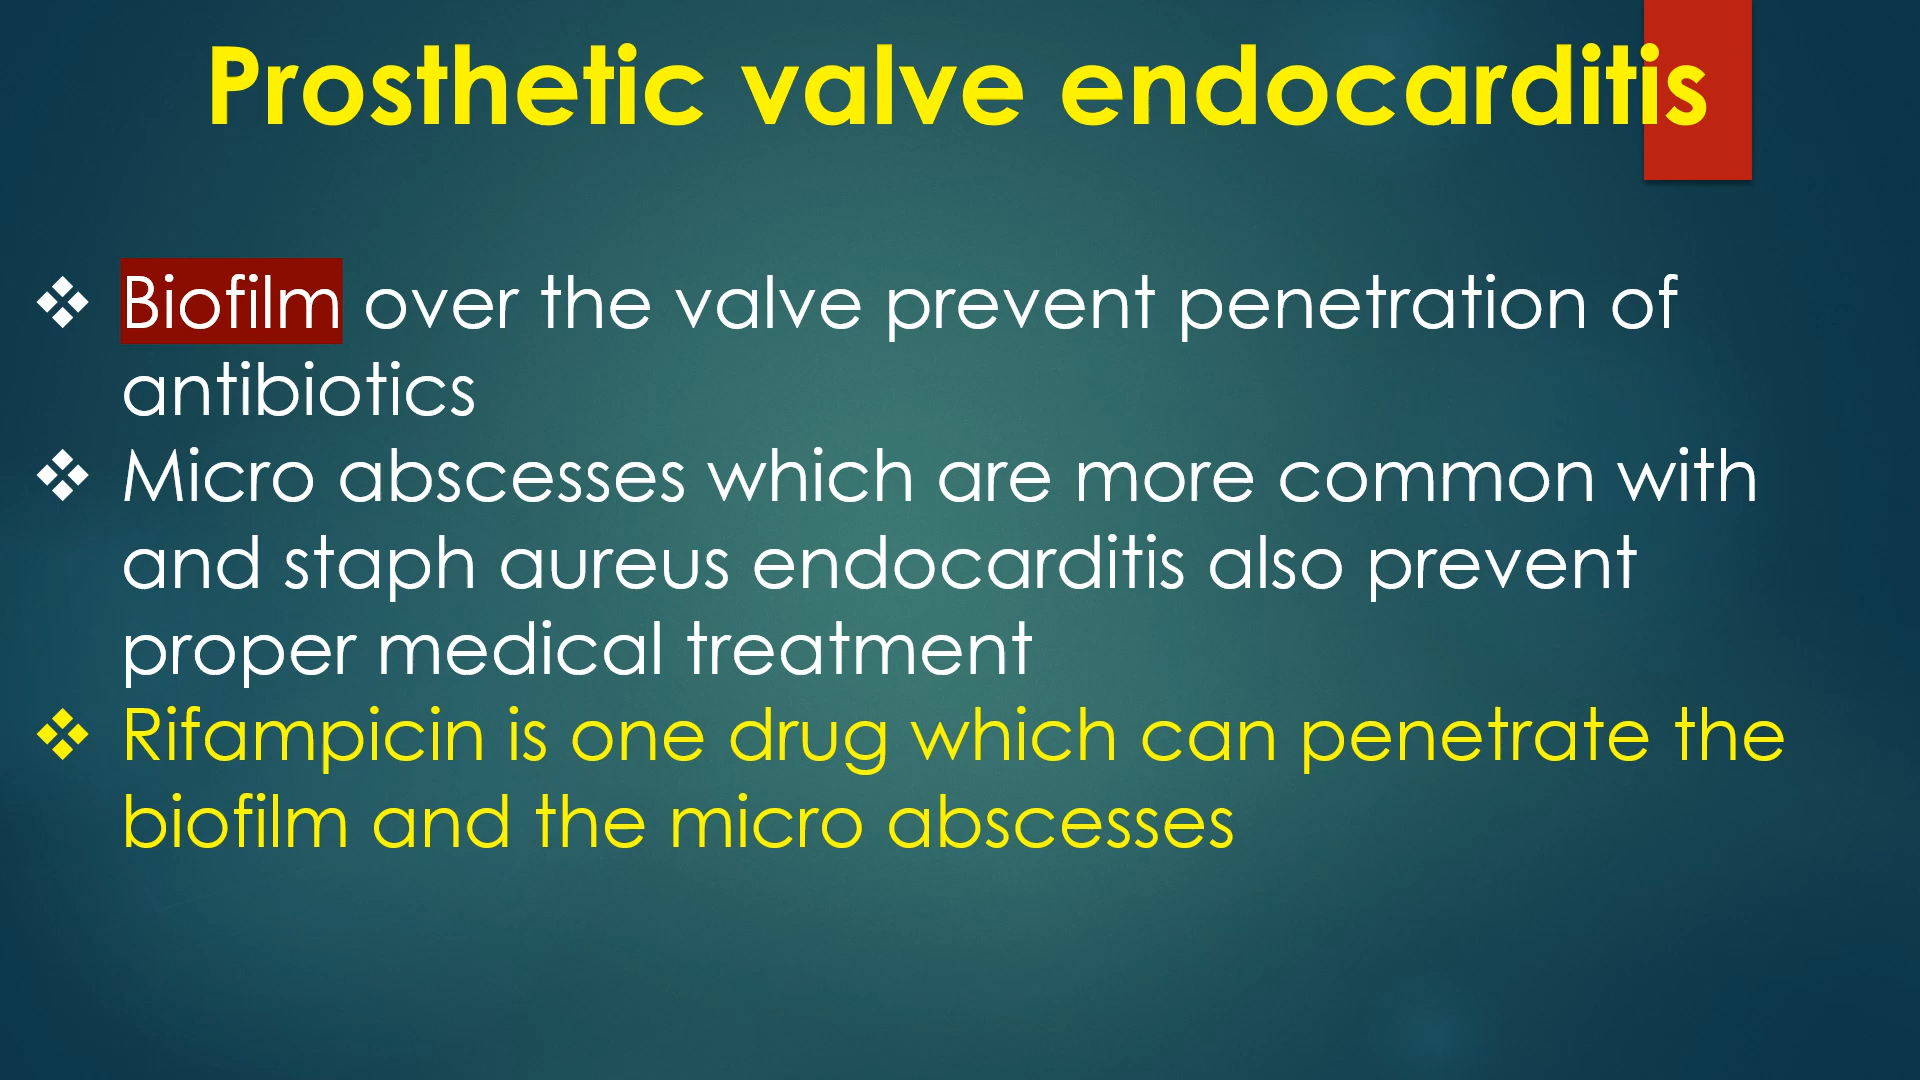 Prosthetic valve endocarditis
❖ Biofilm over the valve prevent penetration of
antibiotics
❖ Micro abscesses which are more common with
and staph aureus endocarditis also prevent
proper medical treatment
❖ Rifampicin is one drug which can penetrate the
biofilm and the micro abscesses